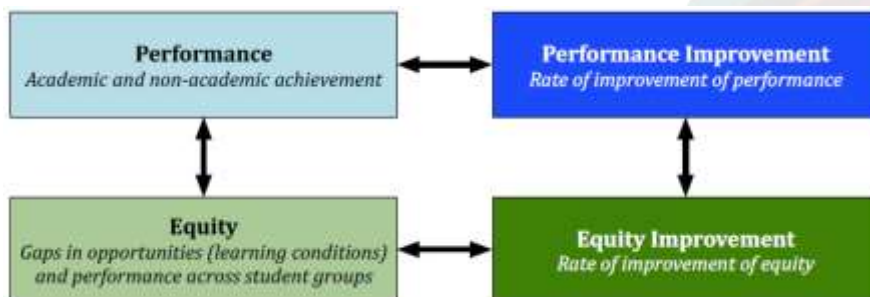 Performance
Academic and non-academic achievement
Performance Improvement
Rate of improvement of performance
Equity
Gaps in opportunities (learning conditions)
and performance across student groups
Equity Improvement
Rate of improvement of equity